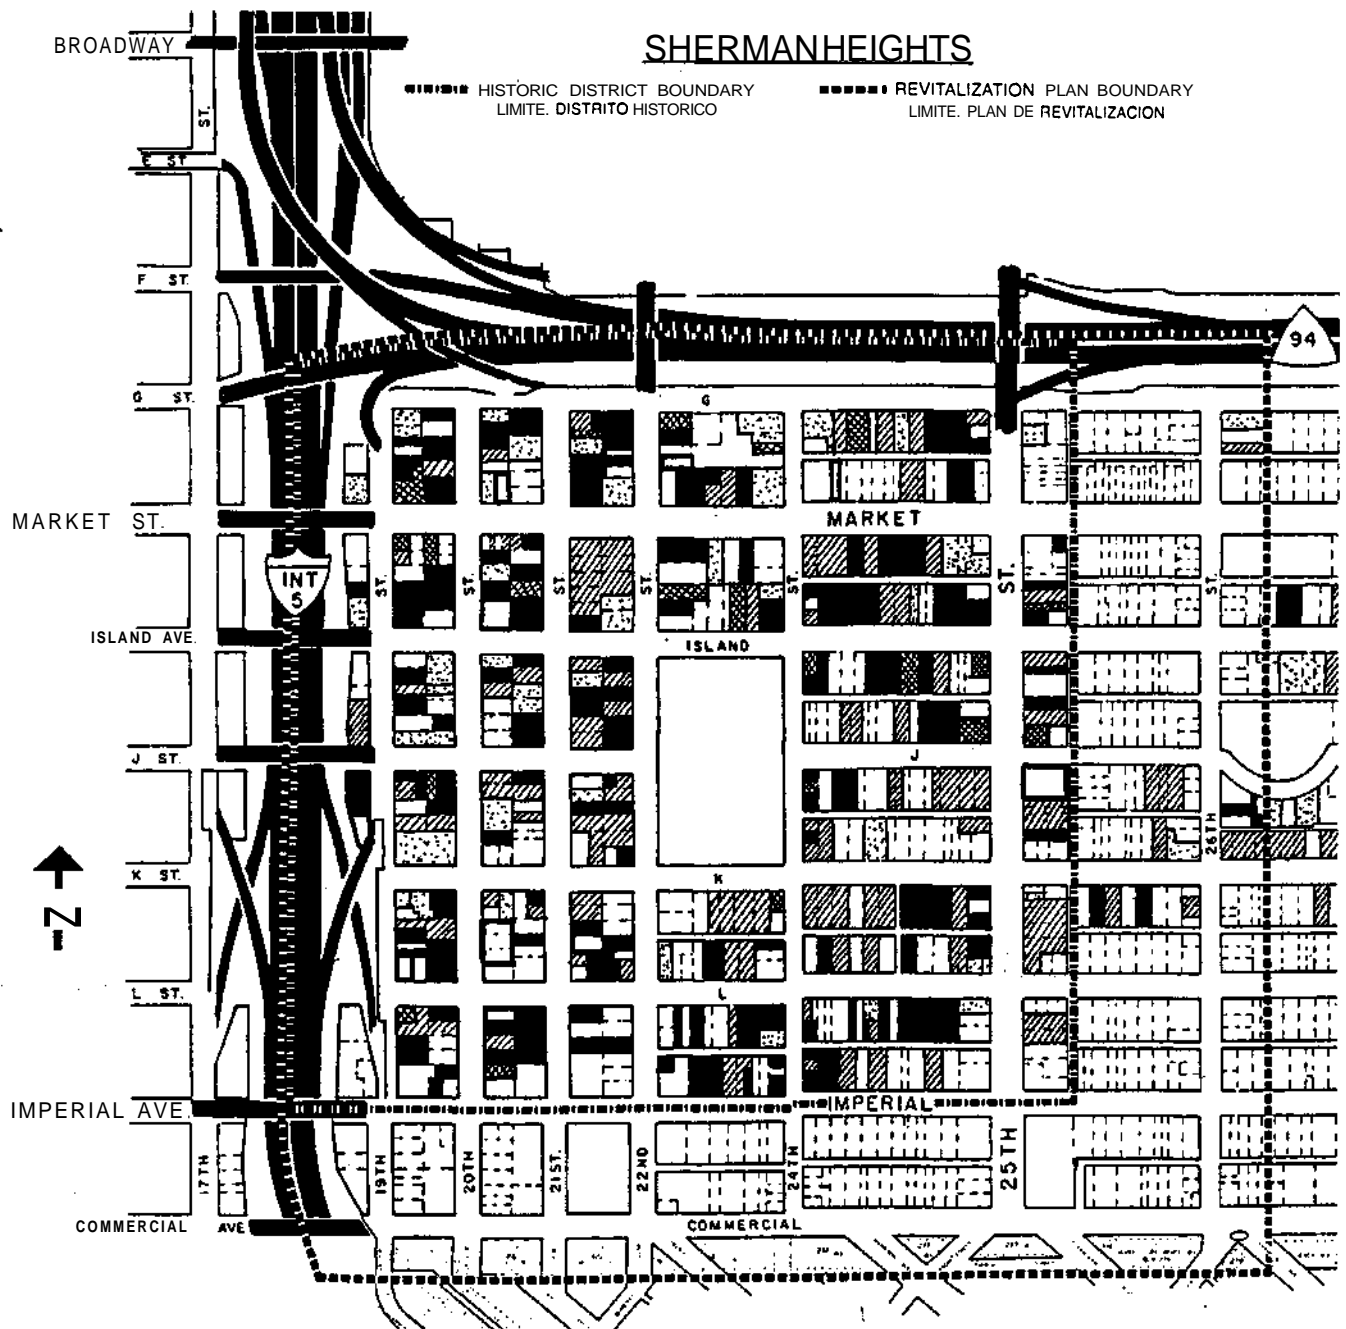 SHERMANHEIGHTS
HISTORIC DISTRICT BOUNDARY
LIMITE. DISTRITO HISTORICO
REVITALIZATION PLAN BOUNDARY
LIMITE. PLAN DE REVITALIZACION
BROADWAY
ST.
E ST
F ST.
94
G ST.
G
MARKET ST.
MARKET
INT
5
ST.
ST.
ST.
ST.
ST.
ST.
ST.
ISLAND AVE.
ISLAND
J ST.
J
26TH
K ST.
K
N
L ST.
L
IMPERIAL AVE.
IMPERIAL
17TH
19TH
20TH
21ST.
22ND
24TH
25TH
COMMERCIAL AVE
COMMERCIAL